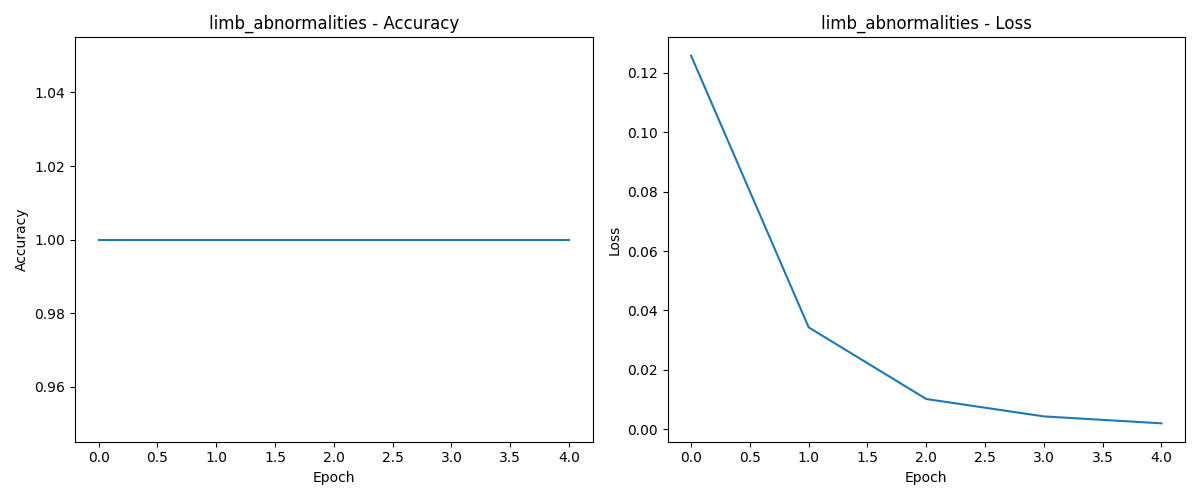 limb_abnormalities - Accuracy
1.04
1.02
1.00
0.98
0.96
Accuracy
0.0 0.5 1.0 1.5 2.0 2.5 3.0 3.5 4.0
Epoch
limb_abnormalities - Loss
0.12
0.10
0.08
0.06
0.04
0.02
0.00
Loss
0.0 0.5 1.0 1.5 2.0 2.5 3.0 3.5 4.0
Epoch